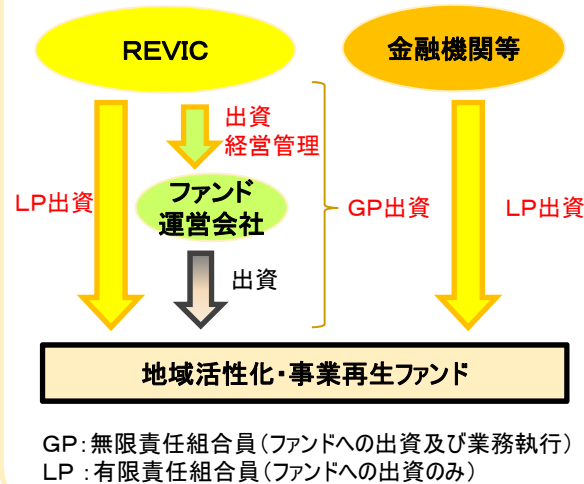 REVIC
金融機関等
出資
経営管理
LP出資
ファンド
運営会社
GP出資
LP出資
出資
地域活性化・事業再生ファンド
GP：無限責任組合員（ファンドへの出資及び業務執行）
LP：有限責任組合員（ファンドへの出資のみ）